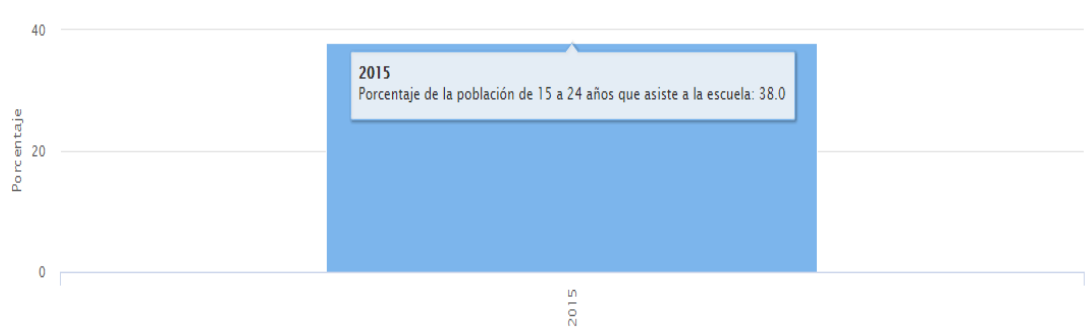 40
2015
Porcentaje de la población de 15 a 24 años que asiste a la escuela: 38.0
Porcentaje
20
0
2015